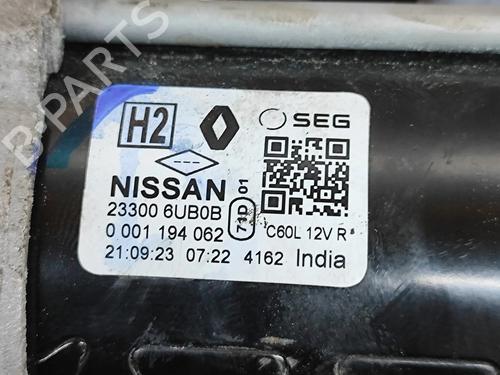 H2
SEG
NISSAN
23300 6UB0B
0 001 194 062
71D 01
C60L 12V R
21:09:23 07:22 4162 India
B-PARTS